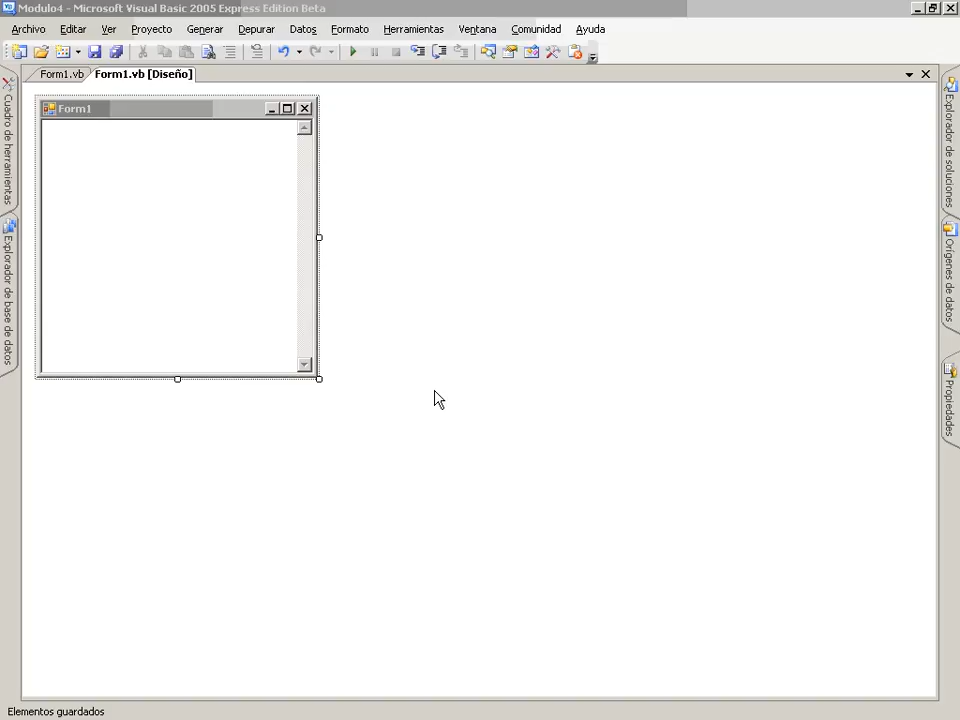 Modulo4 - Microsoft Visual Basic 2005 Express Edition Beta
Archivo Editar Ver Proyecto Generar Depurar Datos Formato Herramientas Ventana Comunidad Ayuda
Form1.vb Form1.vb [Diseño]
Cuadro de herramientas
Explorador de base de datos
Form1
Explorador de soluciones
Orígenes de datos
Propiedades
Elementos guardados